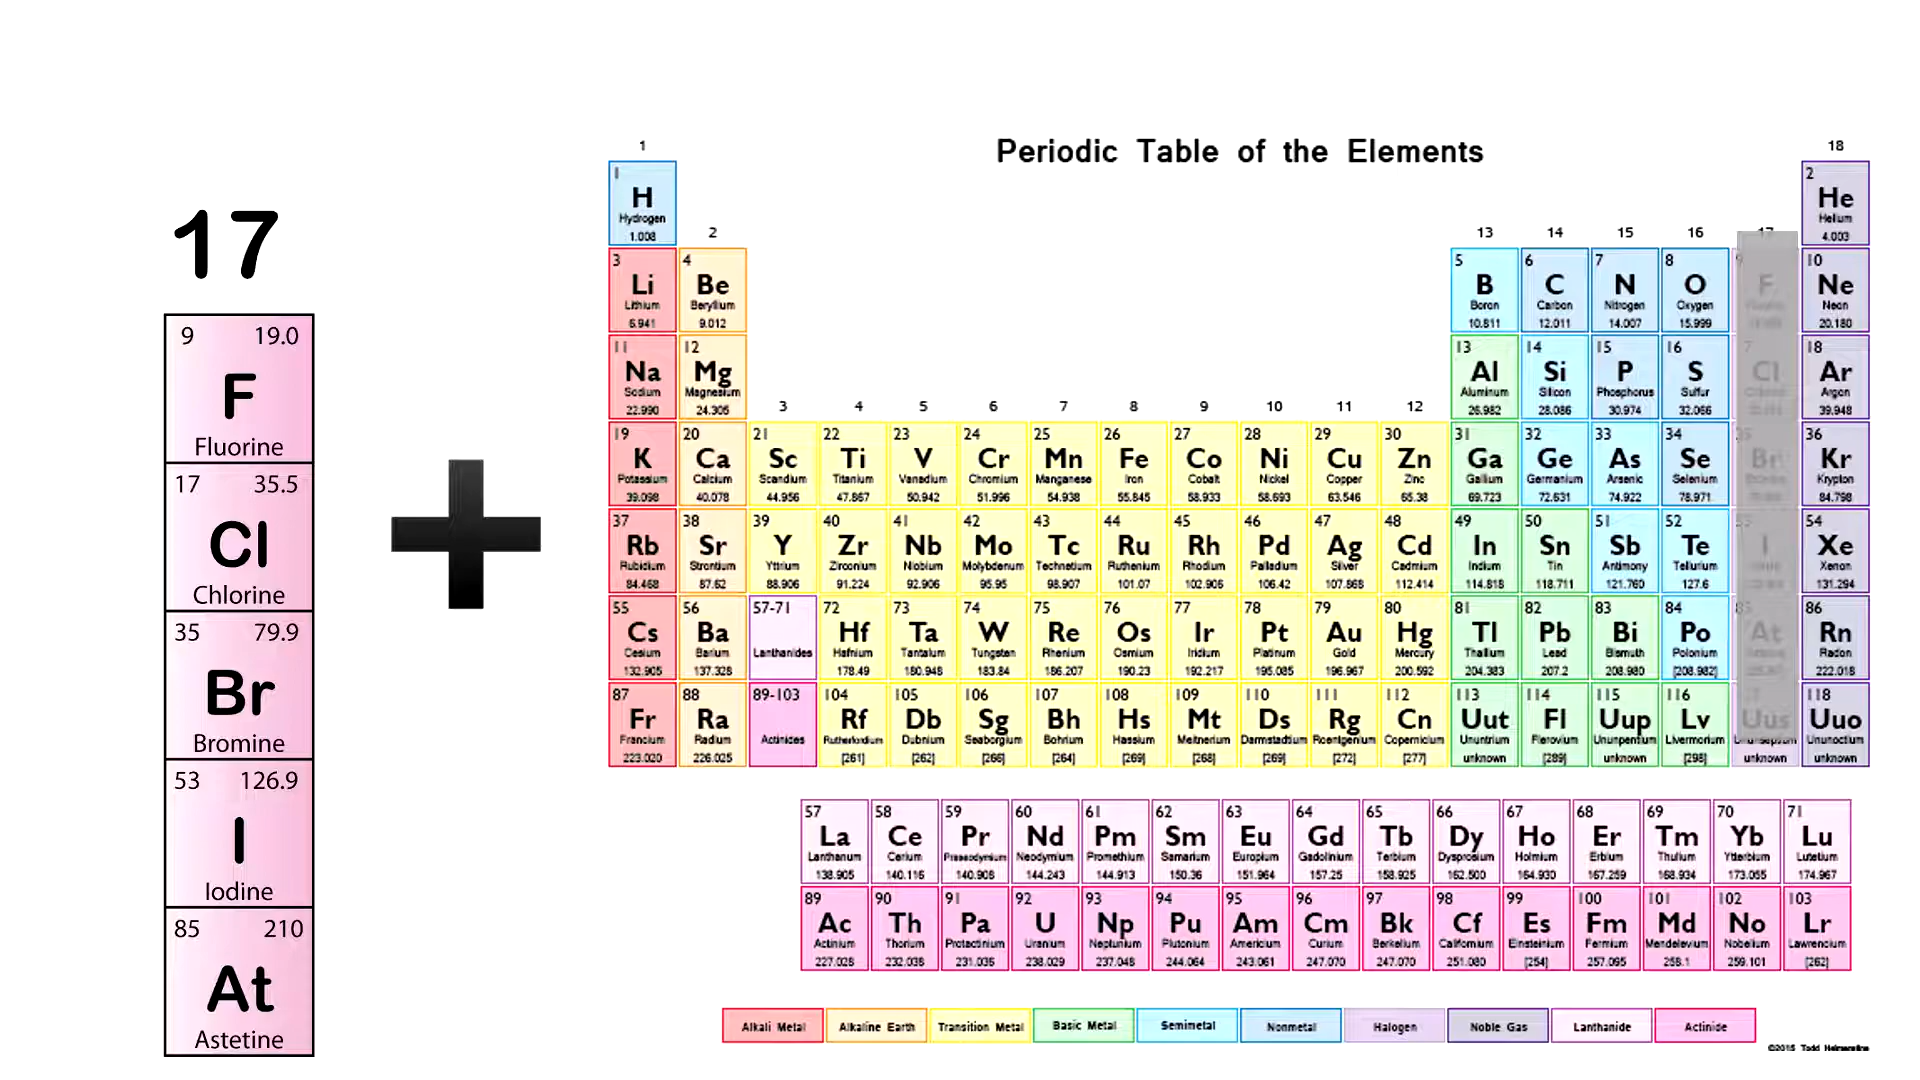 17
9 19.0
F
Fluorine
17 35.5
Cl
Chlorine
35 79.9
Br
Bromine
53 126.9
I
Iodine
85 210
At
Astetine
Periodic Table of the Elements
1 18
1 2
H He
Hydrogen Helium
1.008 4.003
2 13 14 15 16 17
3 4 5 6 7 8 9 10
Li Be B C N O F Ne
Lithium Beryllium Boron Carbon Nitrogen Oxygen Neon
6.941 9.012 10.811 12.011 14.007 15.999 20.180
11 12 13 14 15 16 18
Na Mg Al Si P S Cl Ar
Sodium Magnesium Aluminum Silicon Phosphorus Sulfur Argon
22.990 24.305 26.982 28.086 30.974 32.066 39.948
3 4 5 6 7 8 9 10 11 12
19 20 21 22 23 24 25 26 27 28 29 30 31 32 33 34 35 36
K Ca Sc Ti V Cr Mn Fe Co Ni Cu Zn Ga Ge As Se Br Kr
Potassium Calcium Scandium Titanium Vanadium Chromium Manganese Iron Cobalt Nickel Copper Zinc Gallium Germanium Arsenic Selenium Krypton
39.098 40.078 44.956 47.867 50.942 51.996 54.938 55.845 58.933 58.693 63.546 65.38 69.723 72.631 74.922 78.971 84.798
37 38 39 40 41 42 43 44 45 46 47 48 49 50 51 52 53 54
Rb Sr Y Zr Nb Mo Tc Ru Rh Pd Ag Cd In Sn Sb Te I Xe
Rubidium Strontium Yttrium Zirconium Niobium Molybdenum Technetium Ruthenium Rhodium Palladium Silver Cadmium Indium Tin Antimony Tellurium Xenon
84.468 87.62 88.906 91.224 92.906 95.95 98.907 101.07 102.906 106.42 107.868 112.414 114.818 118.711 121.760 127.6 131.294
55 56 57-71 72 73 74 75 76 77 78 79 80 81 82 83 84 85 86
Cs Ba Hf Ta W Re Os Ir Pt Au Hg Tl Pb Bi Po At Rn
Cesium Barium Lanthanides Hafnium Tantalum Tungsten Rhenium Osmium Iridium Platinum Gold Mercury Thallium Lead Bismuth Polonium Radon
132.905 137.328 178.49 180.948 183.84 186.207 190.23 192.217 195.085 196.967 200.592 204.383 207.2 208.980 [208.982] 222.018
87 88 89-103 104 105 106 107 108 109 110 111 112 113 114 115 116 118
Fr Ra Rf Db Sg Bh Hs Mt Ds Rg Cn Uut Fl Uup Lv Uus Uuo
Francium Radium Actinides Rutherfordium Dubnium Seaborgium Bohrium Hassium Meitnerium Darmstadtium Roentgenium Copernicium Ununtrium Flerovium Ununpentium Livermorium Ununseptium Ununoctium
223.020 226.025 [261] [262] [266] [264] [269] [268] [269] [272] [277] unknown [289] unknown [298] unknown unknown
57 58 59 60 61 62 63 64 65 66 67 68 69 70 71
La Ce Pr Nd Pm Sm Eu Gd Tb Dy Ho Er Tm Yb Lu
Lanthanum Cerium Praseodymium Neodymium Promethium Samarium Europium Gadolinium Terbium Dysprosium Holmium Erbium Thulium Ytterbium Lutetium
138.905 140.116 140.908 144.243 144.913 150.36 151.964 157.25 158.925 162.500 164.930 167.259 168.934 173.055 174.967
89 90 91 92 93 94 95 96 97 98 99 100 101 102 103
Ac Th Pa U Np Pu Am Cm Bk Cf Es Fm Md No Lr
Actinium Thorium Protactinium Uranium Neptunium Plutonium Americium Curium Berkelium Californium Einsteinium Fermium Mendelevium Nobelium Lawrencium
227.028 232.038 231.036 238.029 237.048 244.064 243.061 247.070 247.070 251.080 [254] 257.095 258.1 259.101 [262]
Alkali Metal Alkaline Earth Transition Metal Basic Metal Semimetal Nonmetal Halogen Noble Gas Lanthanide Actinide
©2015 Todd Helmenstine